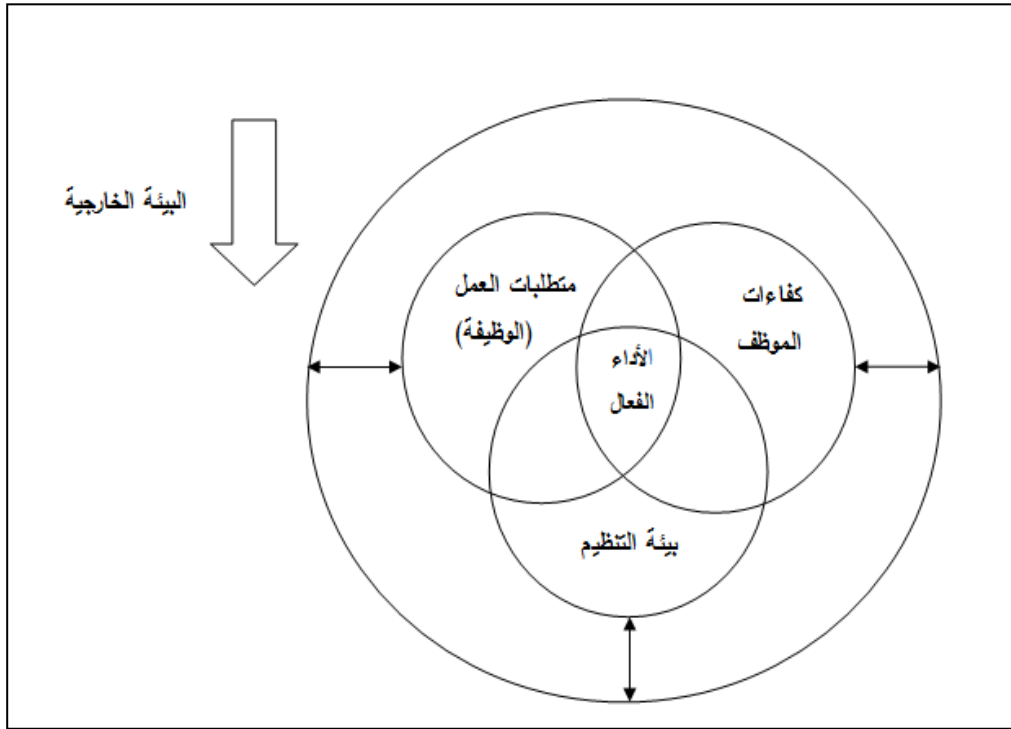 البيئة الخارجية
متطلبات العمل
(الوظيفة)
كفاءات
الموظف
الأداء
الفعال
بيئة التنظيم